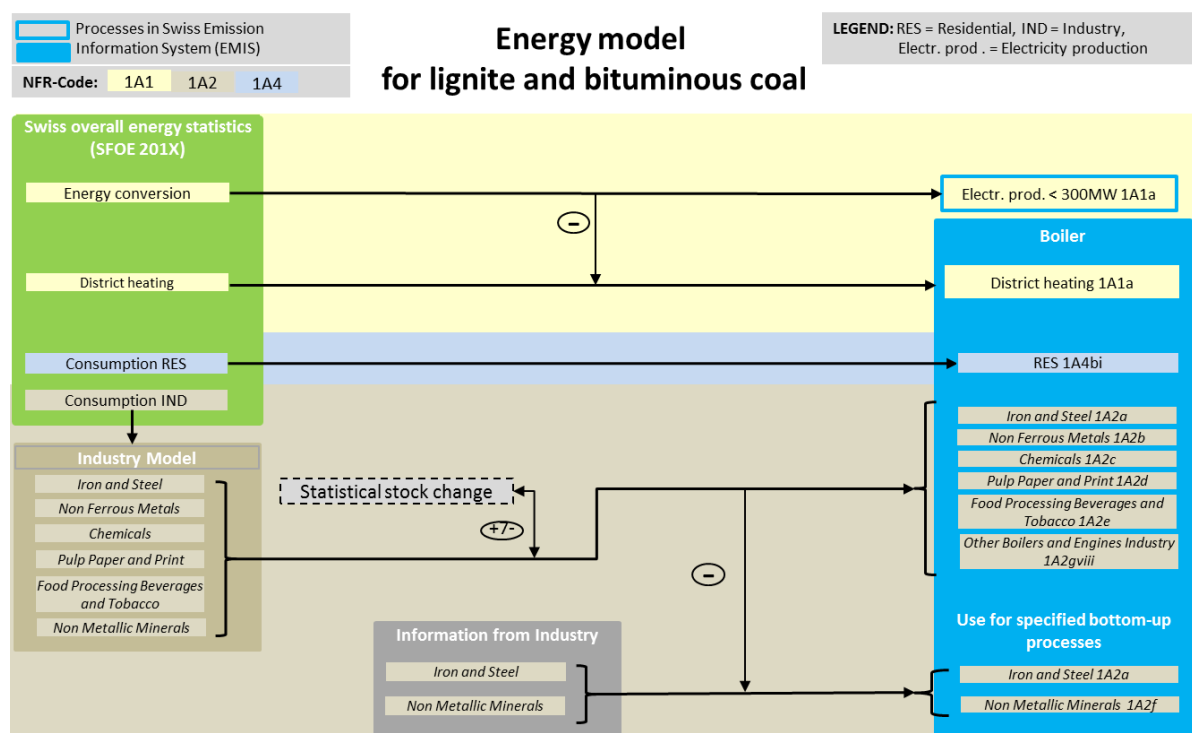 Processes in Swiss Emission
Information System (EMIS)
NFR-Code: 1A1 1A2 1A4
Energy model
for lignite and bituminous coal
LEGEND: RES = Residential, IND = Industry,
Electr. prod . = Electricity production
Swiss overall energy statistics
(SFOE 201X)
Energy conversion
Electr. prod. < 300MW 1A1a
–
Boiler
District heating
District heating 1A1a
Consumption RES
RES 1A4bi
Consumption IND
Industry Model
Iron and Steel
Non Ferrous Metals
Chemicals
Pulp Paper and Print
Food Processing Beverages
and Tobacco
Non Metallic Minerals
Statistical stock change
+7-
–
Iron and Steel 1A2a
Non Ferrous Metals 1A2b
Chemicals 1A2c
Pulp Paper and Print 1A2d
Food Processing Beverages and
Tobacco 1A2e
Other Boilers and Engines Industry
1A2gviii
Information from Industry
Iron and Steel
Non Metallic Minerals
Use for specified bottom-up
processes
Iron and Steel 1A2a
Non Metallic Minerals 1A2f